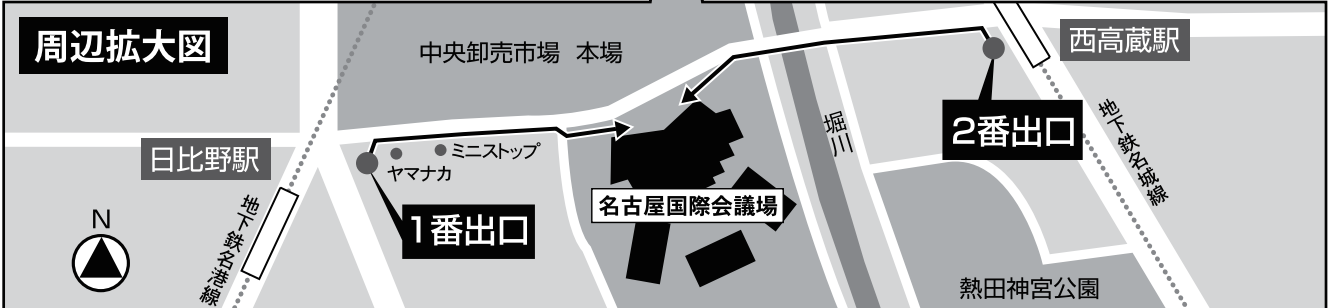 周辺拡大図
中央卸売市場 本場
西高蔵駅
2番出口
堀川
地下鉄名城線
日比野駅
ミニストップ
ヤマナカ
1番出口
名古屋国際会議場
地下鉄名港線
N
熱田神宮公園